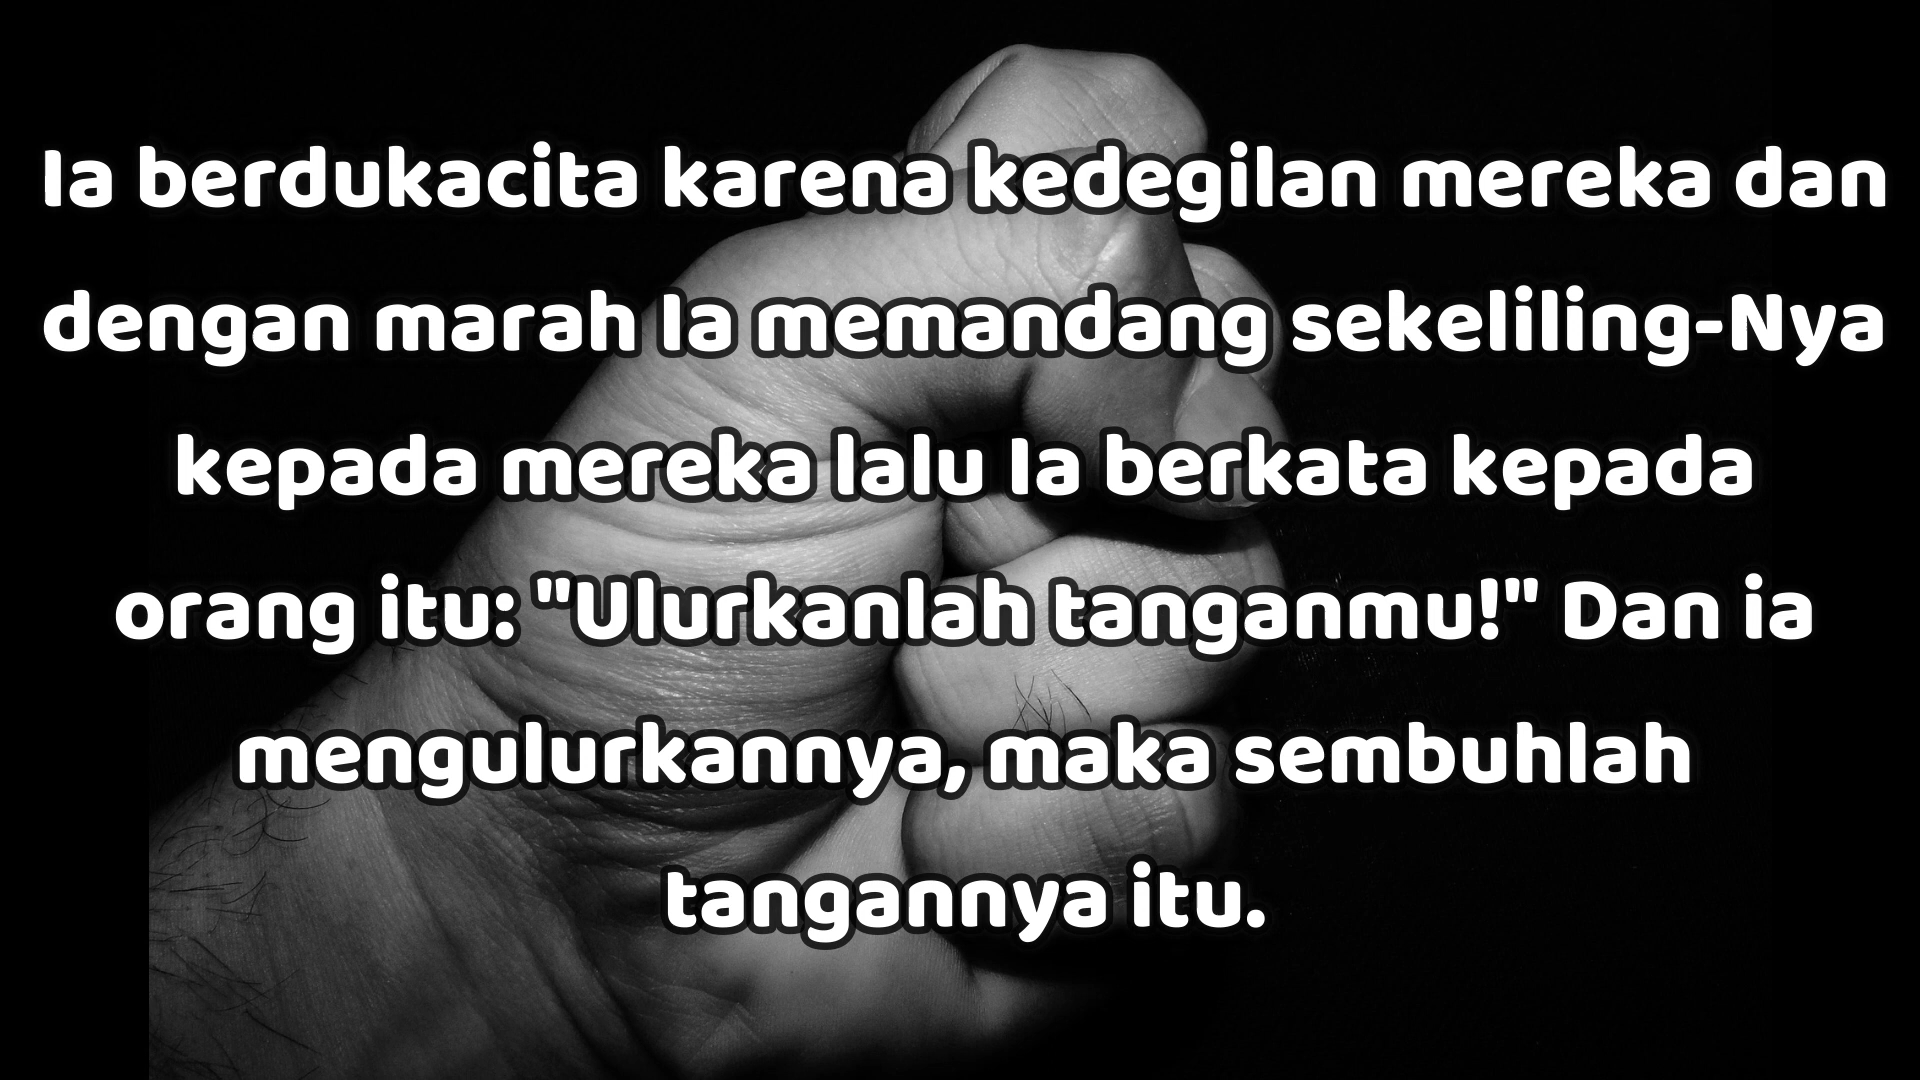 Ia berdukacita karena kedegilan mereka dan
dengan marah Ia memandang sekeliling-Nya
kepada mereka lalu Ia berkata kepada
orang itu: "Ulurkanlah tanganmu!" Dan ia
mengulurkannya, maka sembuhlah
tangannya itu.